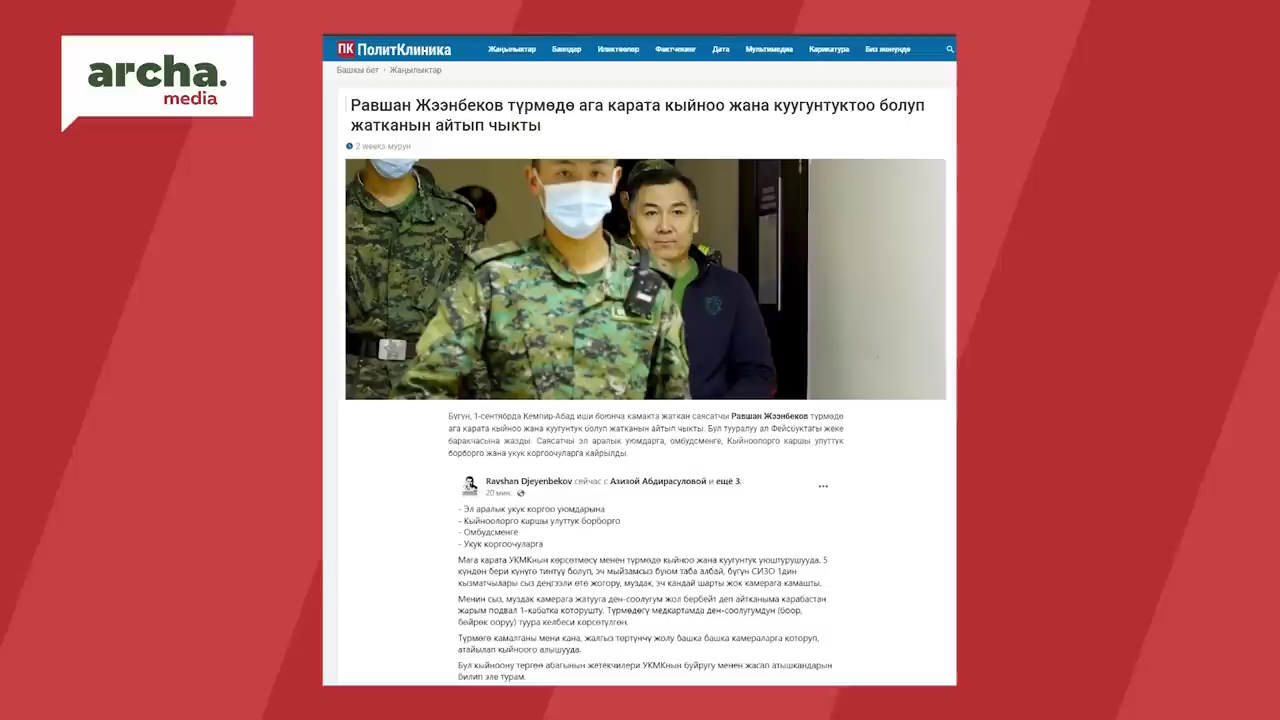 archa.
media
ПК ПолитКлиника
Жаңылыктар Баяндар Иликтөөлөр Фактчекинг Дата Мультимедиа Карикатура Биз жөнүндө
Башкы бет › Жаңылыктар
Равшан Жээнбеков түрмөдө ага карата кыйноо жана куугунтуктоо болуп
жатканын айтып чыкты
2 weeks мурун
Бүгүн, 1-сентябрда Кемпир-Абад иши боюнча камакта жаткан саясатчы Равшан Жээнбеков түрмөдө
ага карата кыйноо жана куугунтук болуп жатканын айтып чыкты. Бул тууралуу ал Фейсбуктагы жеке
баракчасына жазды. Саясатчы эл аралык уюмдарга, омбудсменге, Кыйноолорго каршы улуттук
борборго жана укук коргоочуларга кайрылды.
Ravshan Djeyenbekov сейчас с Азизой Абдирасуловой и ещё 3.
20 мин.
- Эл аралык укук коргоо уюмдарына
- Кыйноолорго каршы улуттук борборго
- Омбудсменге
- Укук коргоочуларга
Мага карата УКМКнын көрсөтмөсү менен түрмөдө кыйноо жана куугунтук уюштурушууда. 5
күндөн бери күнүгө тинтүү болуп, эч мыйзамсыз буюм таба албай, бүгүн СИЗО 1дин
кызматчылары сыз деңгээли өтө жогору, муздак, эч кандай шарты жок камерага камашты.
Менин сыз, муздак камерага жатууга ден-соолугум жол бербейт деп айтканыма карабастан
жарым подвал 1-кабатка которушту. Түрмөдөгү медкартамда ден-соолугумдун (боор,
бөйрөк ооруу) туура келбеси көрсөтүлгөн.
Түрмөгө камалганы мени кана, жалгыз төртүнчү жолу башка башка камераларга которуп,
атайылап кыйноого алышууда.
Бул кыйноону тергөө абагынын жетекчилери УКМКнын буйругу менен жасап атышкандарын
билип эле турам.